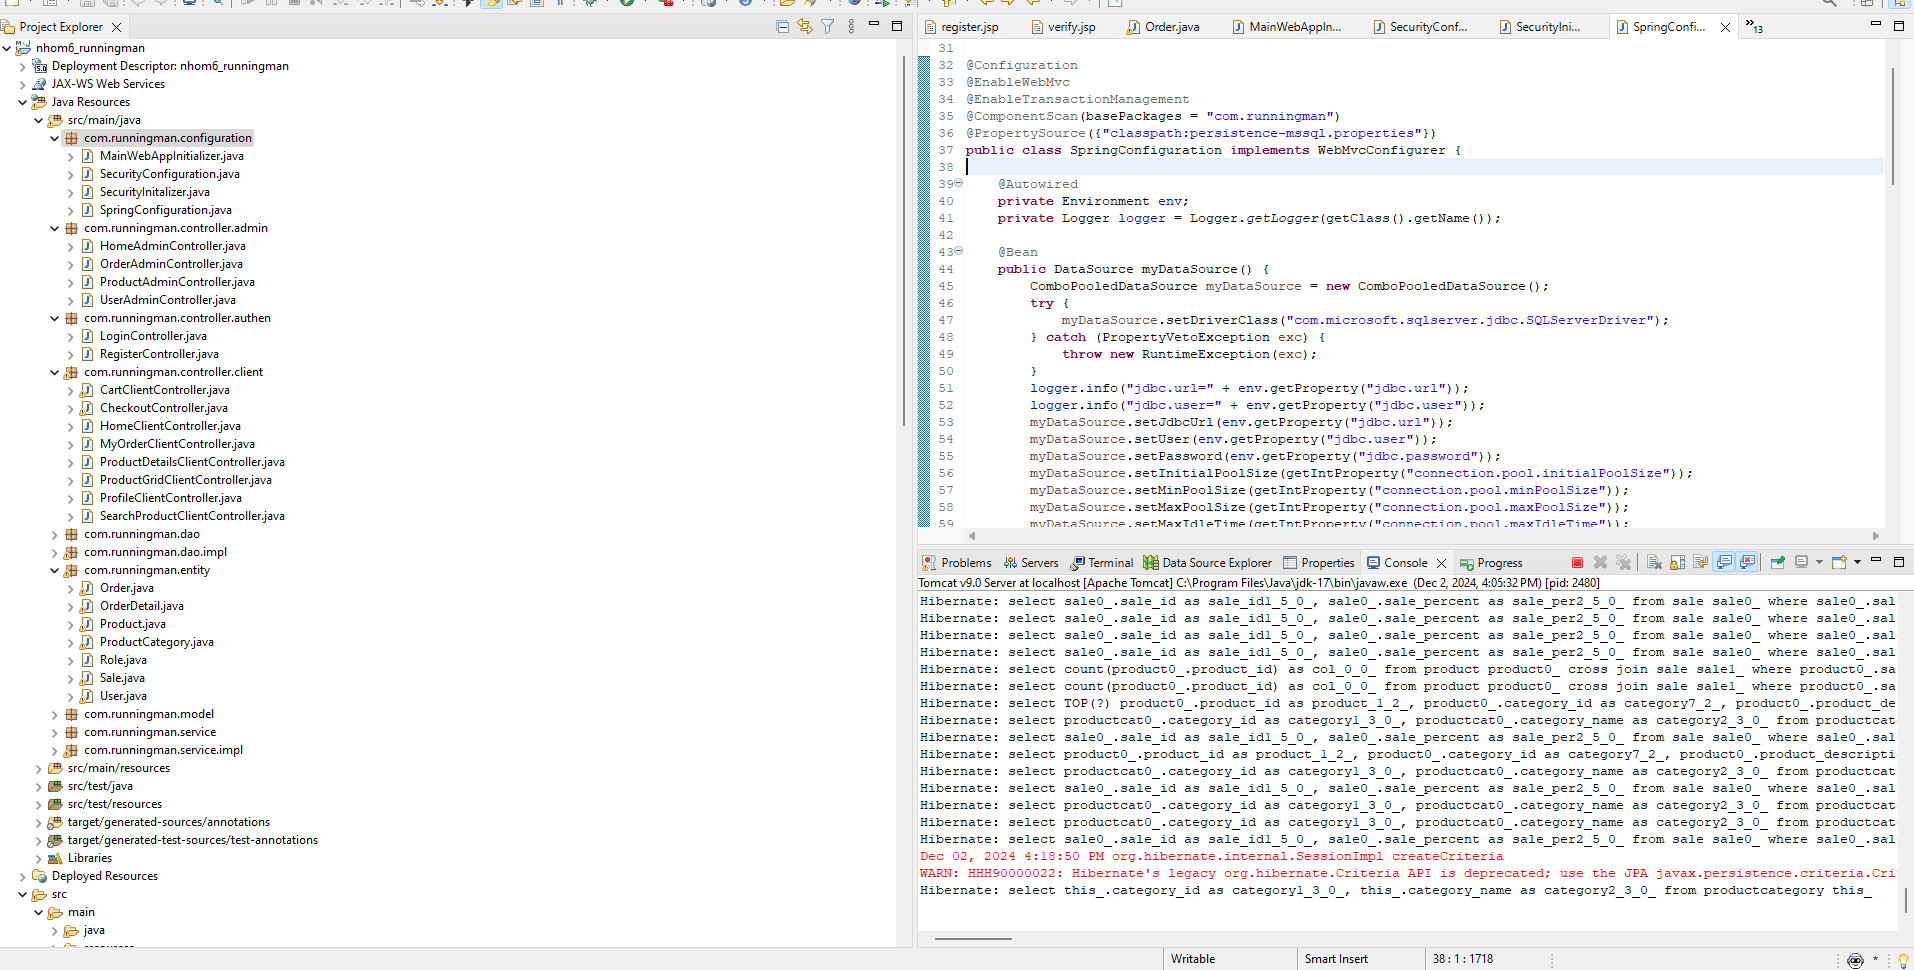 Project Explorer
nhom6_runningman
Deployment Descriptor: nhom6_runningman
JAX-WS Web Services
Java Resources
src/main/java
com.runningman.configuration
MainWebAppInitializer.java
SecurityConfiguration.java
SecurityInitalizer.java
SpringConfiguration.java
com.runningman.controller.admin
HomeAdminController.java
OrderAdminController.java
ProductAdminController.java
UserAdminController.java
com.runningman.controller.authen
LoginController.java
RegisterController.java
com.runningman.controller.client
CartClientController.java
CheckoutController.java
HomeClientController.java
MyOrderClientController.java
ProductDetailsClientController.java
ProductGridClientController.java
ProfileClientController.java
SearchProductClientController.java
com.runningman.dao
com.runningman.dao.impl
com.runningman.entity
Order.java
OrderDetail.java
Product.java
ProductCategory.java
Role.java
Sale.java
User.java
com.runningman.model
com.runningman.service
com.runningman.service.impl
src/main/resources
src/test/java
src/test/resources
target/generated-sources/annotations
target/generated-test-sources/test-annotations
Libraries
Deployed Resources
src
main
java
register.jsp verify.jsp Order.java MainWebAppIn... SecurityConf... SecurityIni... SpringConfi... »13
31
32 @Configuration
33 @EnableWebMvc
34 @EnableTransactionManagement
35 @ComponentScan(basePackages = "com.runningman")
36 @PropertySource({"classpath:persistence-mssql.properties"})
37 public class SpringConfiguration implements WebMvcConfigurer {
38
39 @Autowired
40 private Environment env;
41 private Logger logger = Logger.getLogger(getClass().getName());
42
43 @Bean
44 public DataSource myDataSource() {
45 ComboPooledDataSource myDataSource = new ComboPooledDataSource();
46 try {
47 myDataSource.setDriverClass("com.microsoft.sqlserver.jdbc.SQLServerDriver");
48 } catch (PropertyVetoException exc) {
49 throw new RuntimeException(exc);
50 }
51 logger.info("jdbc.url=" + env.getProperty("jdbc.url"));
52 logger.info("jdbc.user=" + env.getProperty("jdbc.user"));
53 myDataSource.setJdbcUrl(env.getProperty("jdbc.url"));
54 myDataSource.setUser(env.getProperty("jdbc.user"));
55 myDataSource.setPassword(env.getProperty("jdbc.password"));
56 myDataSource.setInitialPoolSize(getIntProperty("connection.pool.initialPoolSize"));
57 myDataSource.setMinPoolSize(getIntProperty("connection.pool.minPoolSize"));
58 myDataSource.setMaxPoolSize(getIntProperty("connection.pool.maxPoolSize"));
59 myDataSource.setMaxIdleTime(getIntProperty("connection.pool.maxIdleTime"));
Problems Servers Terminal Data Source Explorer Properties Console Progress
Tomcat v9.0 Server at localhost [Apache Tomcat] C:\Program Files\Java\jdk-17\bin\javaw.exe (Dec 2, 2024, 4:05:32 PM) [pid: 2480]
Hibernate: select sale0_.sale_id as sale_id1_5_0_, sale0_.sale_percent as sale_per2_5_0_ from sale sale0_ where sale0_.sal
Hibernate: select sale0_.sale_id as sale_id1_5_0_, sale0_.sale_percent as sale_per2_5_0_ from sale sale0_ where sale0_.sal
Hibernate: select sale0_.sale_id as sale_id1_5_0_, sale0_.sale_percent as sale_per2_5_0_ from sale sale0_ where sale0_.sal
Hibernate: select sale0_.sale_id as sale_id1_5_0_, sale0_.sale_percent as sale_per2_5_0_ from sale sale0_ where sale0_.sal
Hibernate: select count(product0_.product_id) as col_0_0_ from product product0_ cross join sale sale1_ where product0_.sa
Hibernate: select count(product0_.product_id) as col_0_0_ from product product0_ cross join sale sale1_ where product0_.sa
Hibernate: select TOP(?) product0_.product_id as product_1_2_, product0_.category_id as category7_2_, product0_.product_de
Hibernate: select productcat0_.category_id as category1_3_0_, productcat0_.category_name as category2_3_0_ from productcat
Hibernate: select sale0_.sale_id as sale_id1_5_0_, sale0_.sale_percent as sale_per2_5_0_ from sale sale0_ where sale0_.sal
Hibernate: select product0_.product_id as product_1_2_, product0_.category_id as category7_2_, product0_.product_descripti
Hibernate: select productcat0_.category_id as category1_3_0_, productcat0_.category_name as category2_3_0_ from productcat
Hibernate: select sale0_.sale_id as sale_id1_5_0_, sale0_.sale_percent as sale_per2_5_0_ from sale sale0_ where sale0_.sal
Hibernate: select productcat0_.category_id as category1_3_0_, productcat0_.category_name as category2_3_0_ from productcat
Hibernate: select productcat0_.category_id as category1_3_0_, productcat0_.category_name as category2_3_0_ from productcat
Hibernate: select sale0_.sale_id as sale_id1_5_0_, sale0_.sale_percent as sale_per2_5_0_ from sale sale0_ where sale0_.sal
Dec 02, 2024 4:18:50 PM org.hibernate.internal.SessionImpl createCriteria
WARN: HHH90000022: Hibernate's legacy org.hibernate.Criteria API is deprecated; use the JPA javax.persistence.criteria.Cri
Hibernate: select this_.category_id as category1_3_0_, this_.category_name as category2_3_0_ from productcategory this_
Writable Smart Insert 38 : 1 : 1718